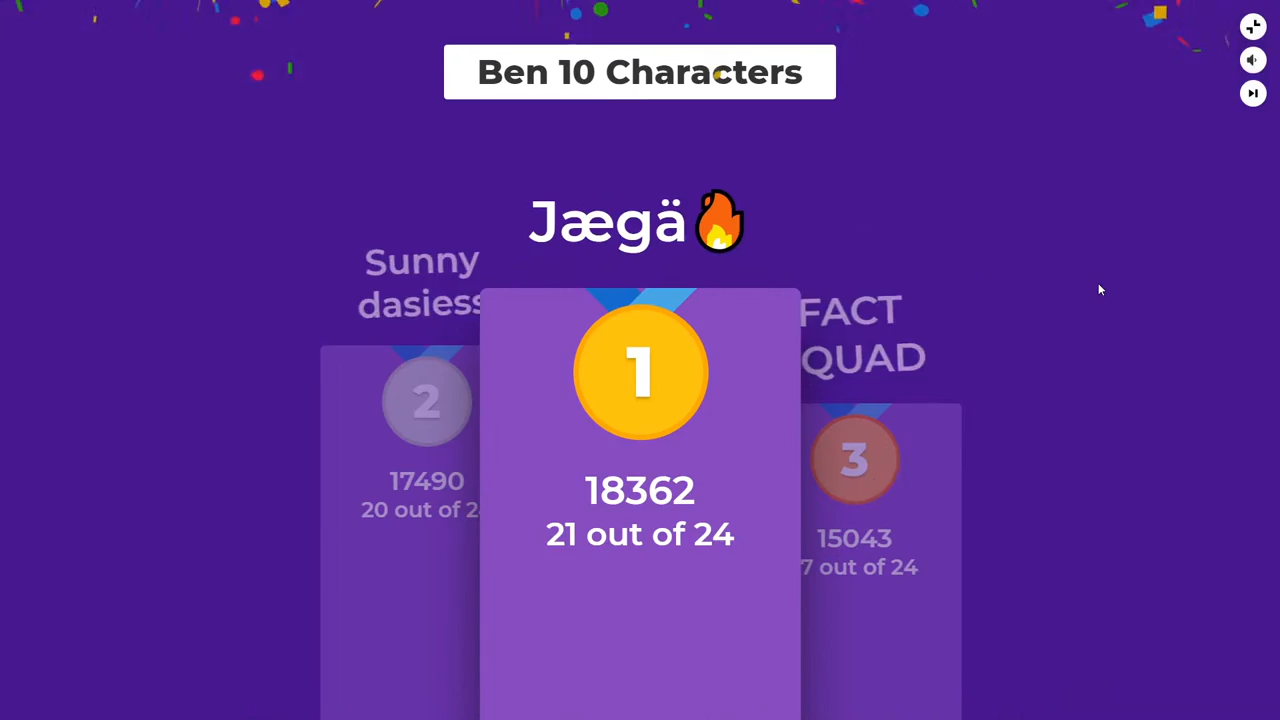 Ben 10 Characters
Jægä🔥
Sunny
dasiess
FACT
QUAD
1
2
3
18362
21 out of 24
17490
20 out of 2
15043
7 out of 24